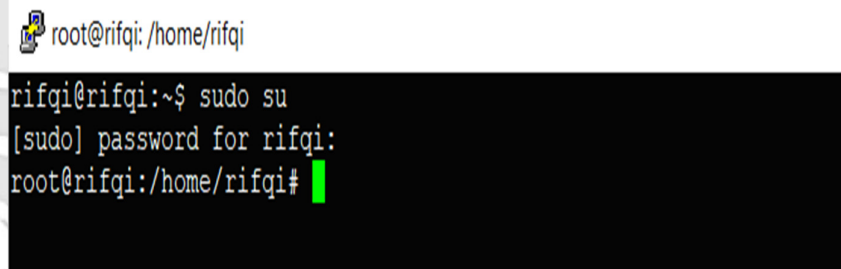 root@rifqi: /home/rifqi
rifqi@rifqi:~$ sudo su
[sudo] password for rifqi:
root@rifqi:/home/rifqi#